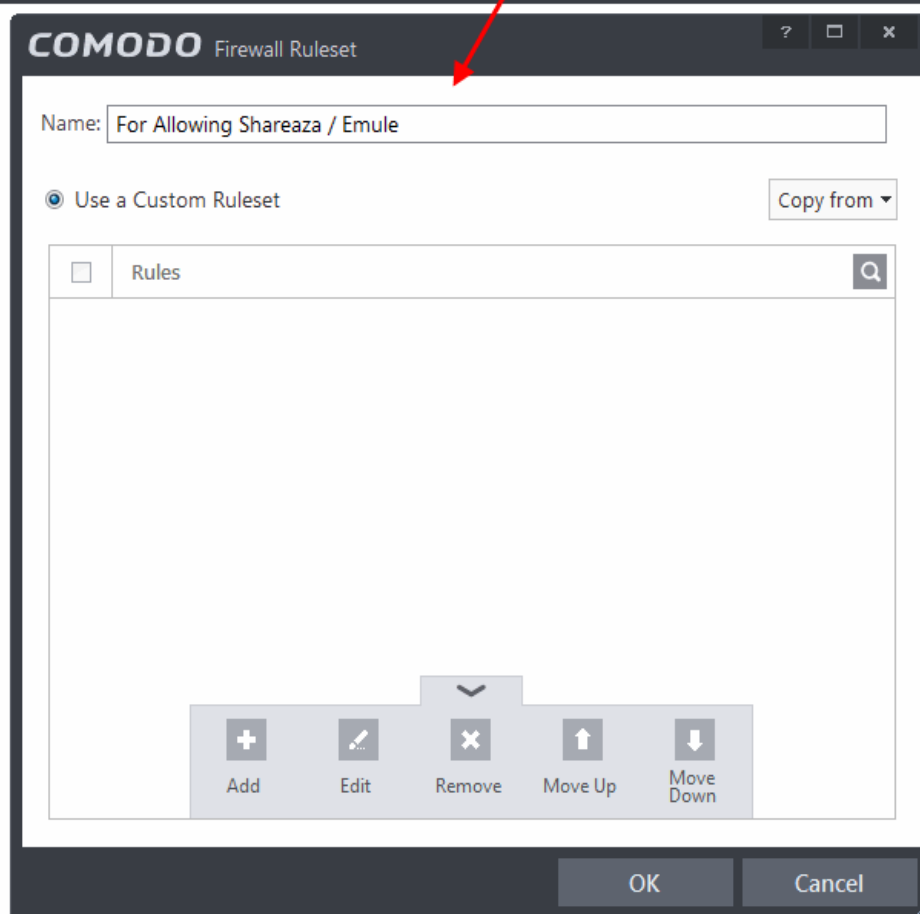 COMODO Firewall Ruleset ?
Name: For Allowing Shareaza / Emule
Use a Custom Ruleset Copy from
Rules
Add Edit Remove Move Up Move Down
OK Cancel